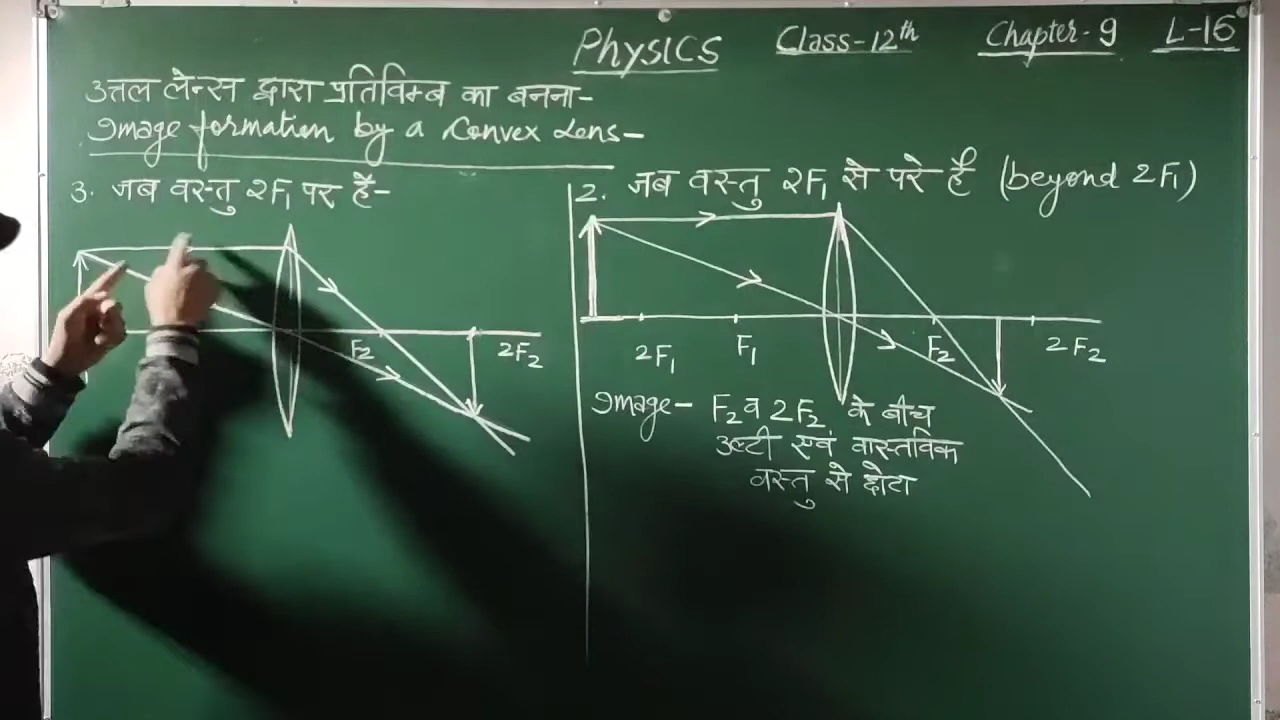 Physics Class-12th Chapter-9 L-16
उत्तल लेन्स द्वारा प्रतिविम्ब का बनना-
Image formation by a Convex Lens-
3. जब वस्तु 2F₁ पर है-
F₂
2F₂
2. जब वस्तु 2F₁ से परे है (beyond 2F₁)
2F₁
F₁
F₂
2F₂
Image- F₂ व 2F₂ के बीच
उल्टी एवं वास्तविक
वस्तु से छोटा